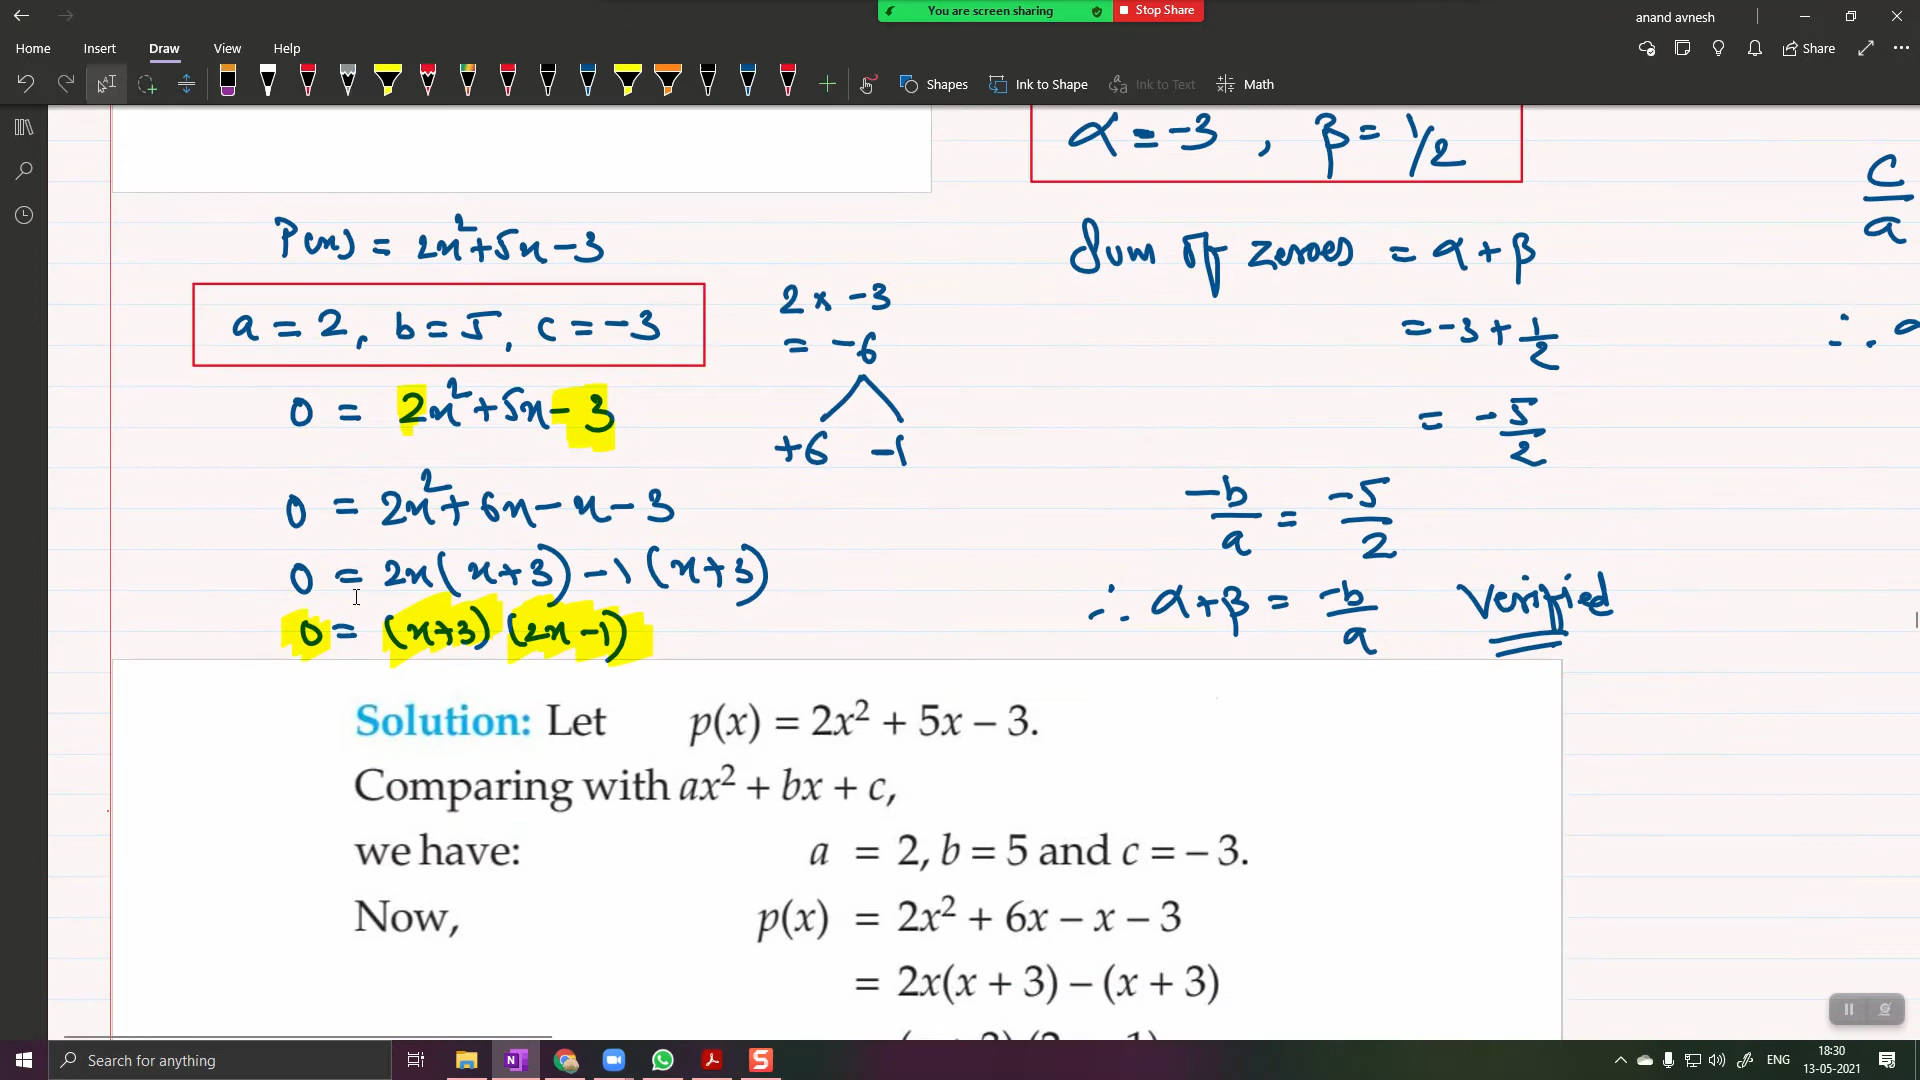 You are screen sharing
Stop Share
anand avnesh
Home Insert Draw View Help
Share
Shapes
Ink to Shape
Ink to Text
Math
α = -3 , β = 1/2
P(x) = 2x²+5x-3
a = 2, b = 5, c = -3
0 = 2x²+5x-3
0 = 2x²+6x-x-3
0 = 2x(x+3)-1(x+3)
0 = (x+3)(2x-1)
2 x -3
= -6
+6 -1
Sum of zeroes = α+β
= -3 + 1/2
= -5/2
-b/a = -5/2
∴ α+β = -b/a Verified
c/a
Solution: Let p(x) = 2x² + 5x – 3.
Comparing with ax² + bx + c,
we have: a = 2, b = 5 and c = – 3.
Now, p(x) = 2x² + 6x – x – 3
= 2x(x + 3) – (x + 3)
Search for anything
ENG
18:30
13-05-2021